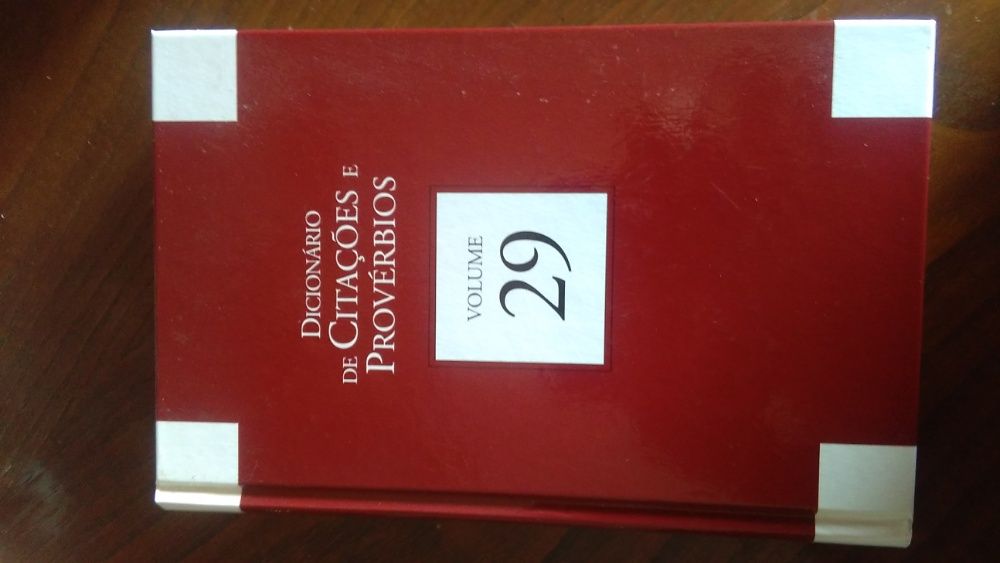 DICIONÁRIO
DE CITAÇÕES E
PROVÉRBIOS
VOLUME
29